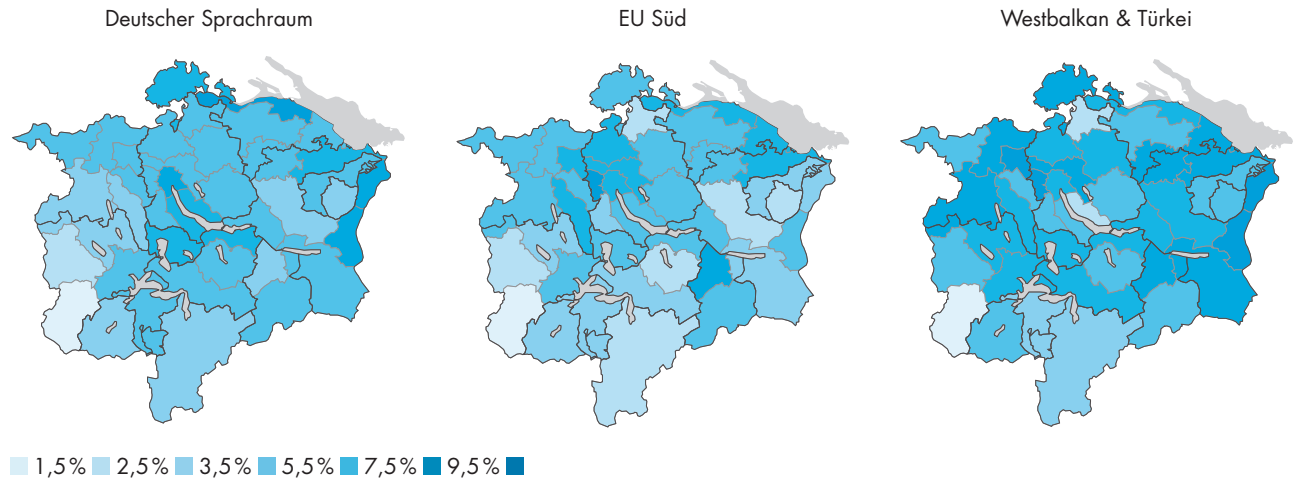 Deutscher Sprachraum
EU Süd
Westbalkan & Türkei
1,5 % 2,5 % 3,5 % 5,5 % 7,5 % 9,5 %